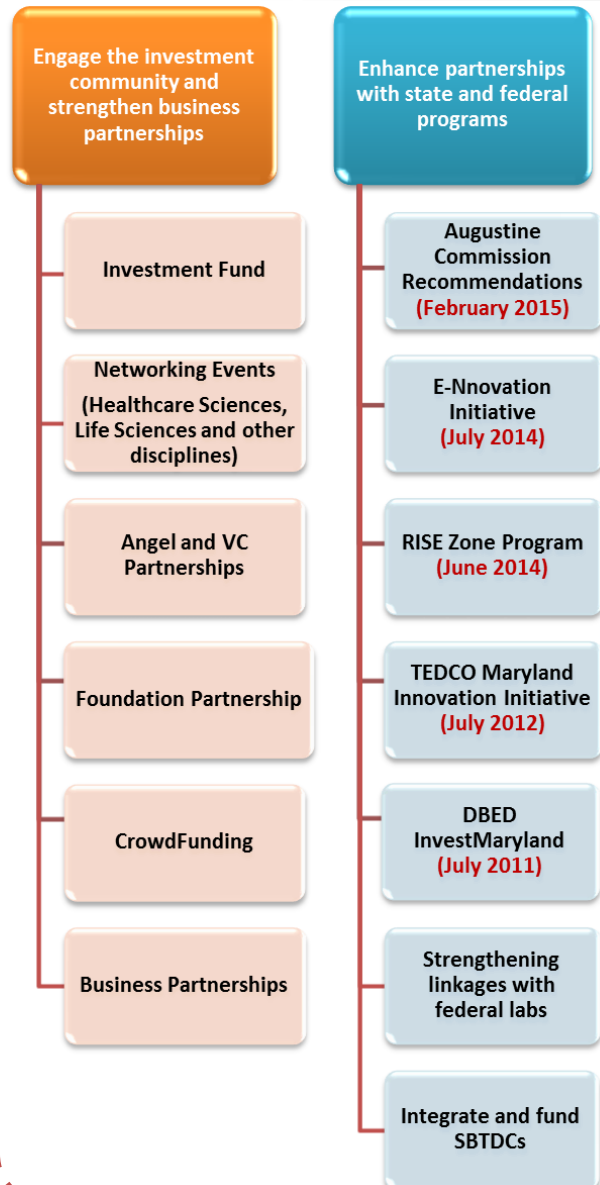 Engage the investment
community and
strengthen business
partnerships
Investment Fund
Networking Events
(Healthcare Sciences,
Life Sciences and other
disciplines)
Angel and VC
Partnerships
Foundation Partnership
CrowdFunding
Business Partnerships
Enhance partnerships
with state and federal
programs
Augustine
Commission
Recommendations
(February 2015)
E-Nnovation
Initiative
(July 2014)
RISE Zone Program
(June 2014)
TEDCO Maryland
Innovation Initiative
(July 2012)
DBED
InvestMaryland
(July 2011)
Strengthening
linkages with
federal labs
Integrate and fund
SBTDCs